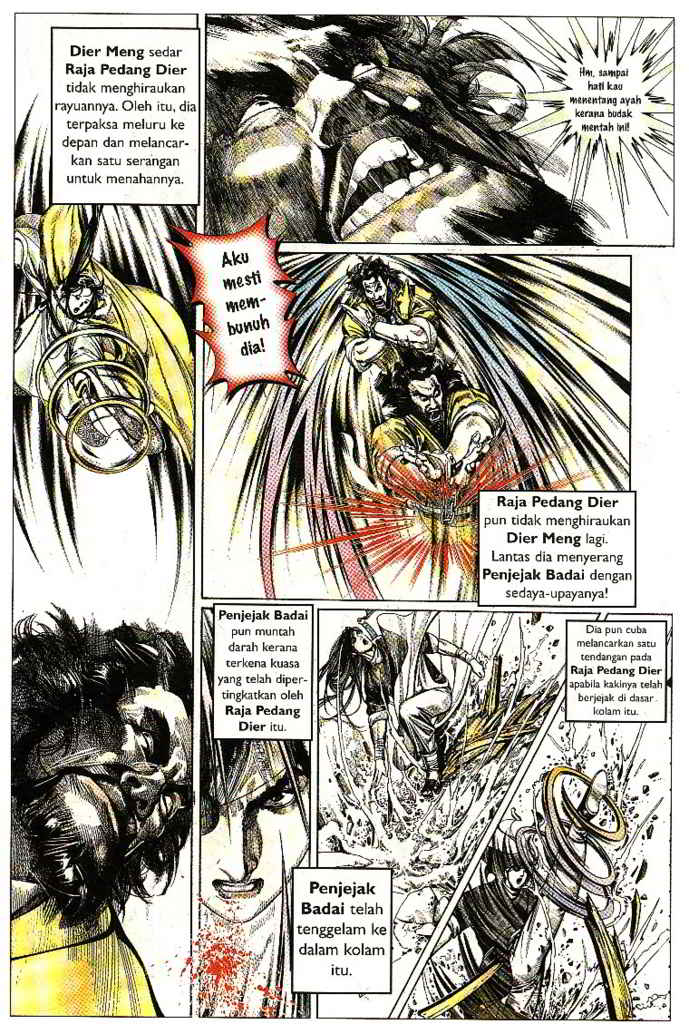 Dier Meng sedar
Raja Pedang Dier
tidak menghiraukan
rayuannya. Oleh itu, dia
terpaksa meluru ke
depan dan melancar-
kan satu serangan
untuk menahannya.
Hm, sampai
hati kau
menentang ayah
kerana budak
mentah ini!
Aku
mesti
mem-
bunuh
dia!
Raja Pedang Dier
pun tidak menghiraukan
Dier Meng lagi.
Lantas dia menyerang
Penjejak Badai dengan
sedaya-upayanya!
Penjejak Badai
pun muntah
darah kerana
terkena kuasa
yang telah diper-
tingkatkan oleh
Raja Pedang
Dier itu.
Penjejak
Badai telah
tenggelam ke
dalam kolam
itu.
Dia pun cuba
melancarkan satu
tendangan pada
Raja Pedang Dier
apabila kakinya telah
berjejak di dasar
kolam itu.